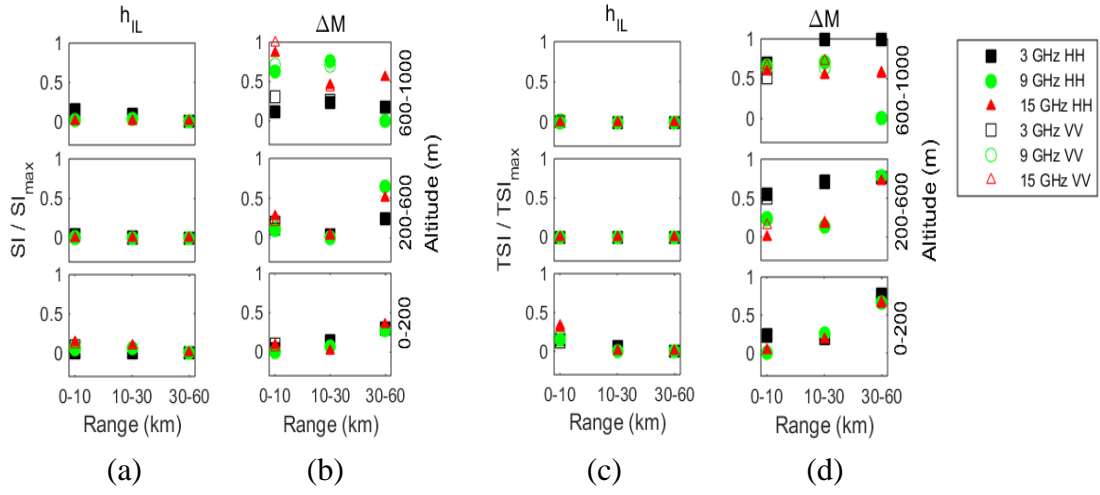 h_IL
ΔM
h_IL
ΔM
1
0.5
0
1
0.5
0
600-1000
1
0.5
0
1
0.5
0
600-1000
3 GHz HH
9 GHz HH
15 GHz HH
3 GHz VV
9 GHz VV
15 GHz VV
SI / SI_max
1
0.5
0
1
0.5
0
200-600
Altitude (m)
TSI / TSI_max
1
0.5
0
1
0.5
0
200-600
Altitude (m)
1
0.5
0
1
0.5
0
0-200
1
0.5
0
1
0.5
0
0-200
0-10 10-30 30-60
0-10 10-30 30-60
0-10 10-30 30-60
0-10 10-30 30-60
Range (km)
Range (km)
Range (km)
Range (km)
(a)
(b)
(c)
(d)